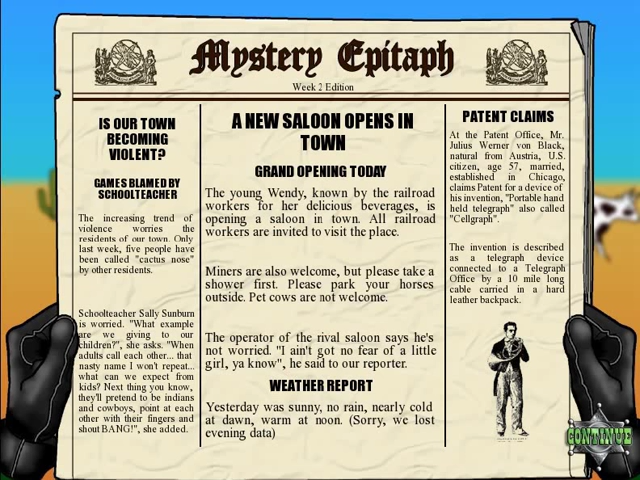 Mystery Epitaph
Week 2 Edition
IS OUR TOWN
BECOMING
VIOLENT?
GAMES BLAMED BY
SCHOOLTEACHER
The increasing trend of
violence worries the
residents of our town. Only
last week, five people have
been called "cactus nose"
by other residents.
Schoolteacher Sally Sunburn
is worried. "What example
are we giving to our
children?", she asks. "When
adults call each other... that
nasty name I won't repeat...
what can we expect from
kids? Next thing you know,
they'll pretend to be indians
and cowboys, point at each
other with their fingers and
shout BANG!", she added.
A NEW SALOON OPENS IN
TOWN
GRAND OPENING TODAY
The young Wendy, known by the railroad
workers for her delicious beverages, is
opening a saloon in town. All railroad
workers are invited to visit the place.
Miners are also welcome, but please take a
shower first. Please park your horses
outside. Pet cows are not welcome.
The operator of the rival saloon says he's
not worried. "I ain't got no fear of a little
girl, ya know", he said to our reporter.
WEATHER REPORT
Yesterday was sunny, no rain, nearly cold
at dawn, warm at noon. (Sorry, we lost
evening data)
PATENT CLAIMS
At the Patent Office, Mr.
Julius Werner von Black,
natural from Austria, U.S.
citizen, age 57, married,
established in Chicago,
claims Patent for a device of
his invention, "Portable hand
held telegraph" also called
"Cellgraph".
The invention is described
as a telegraph device
connected to a Telegraph
Office by a 10 mile long
cable carried in a hard
leather backpack.
CONTINUE